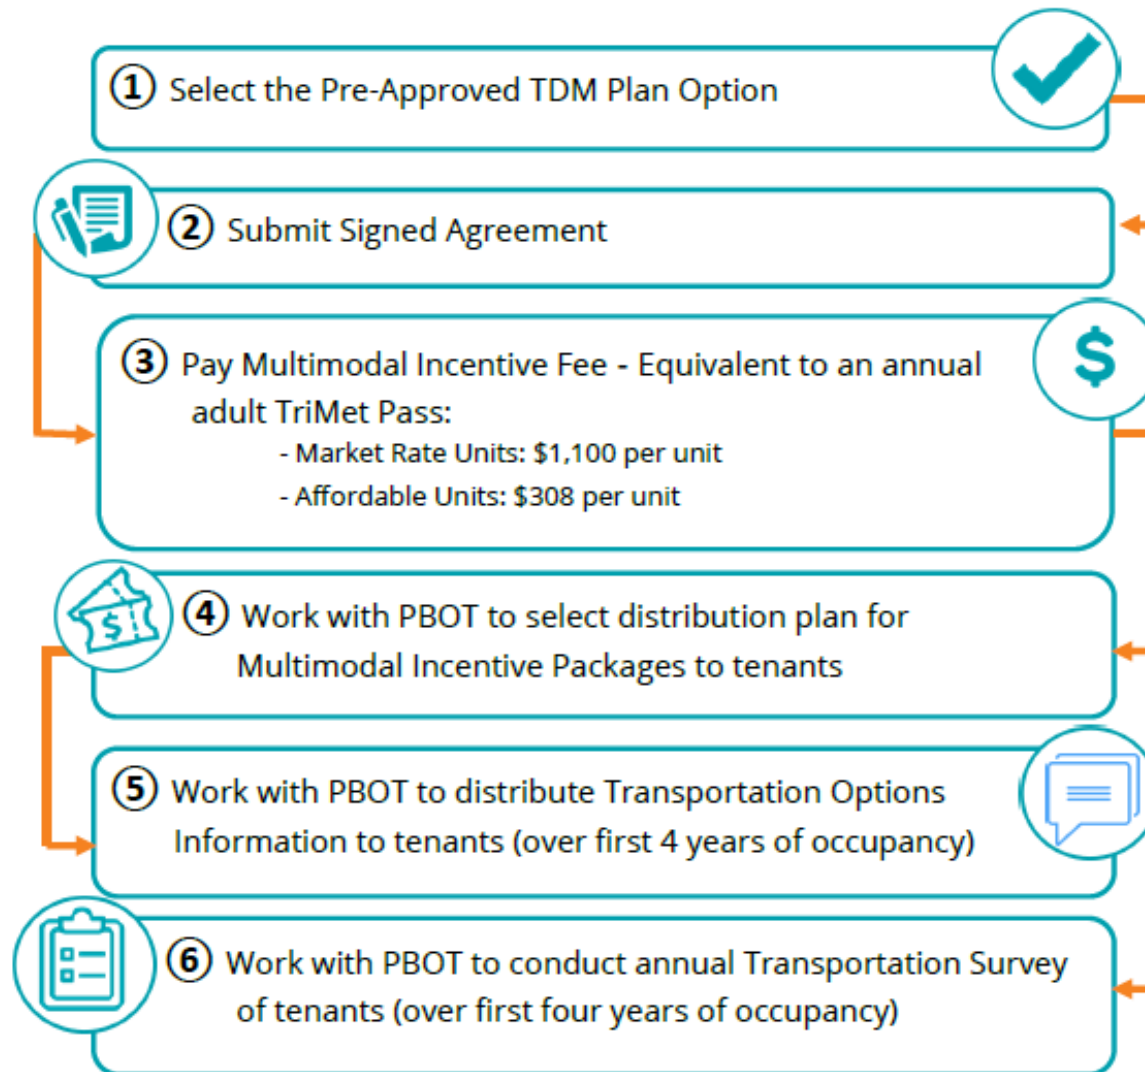 ① Select the Pre-Approved TDM Plan Option
② Submit Signed Agreement
$
③ Pay Multimodal Incentive Fee - Equivalent to an annual
adult TriMet Pass:
- Market Rate Units: $1,100 per unit
- Affordable Units: $308 per unit
$
④ Work with PBOT to select distribution plan for
Multimodal Incentive Packages to tenants
⑤ Work with PBOT to distribute Transportation Options
Information to tenants (over first 4 years of occupancy)
⑥ Work with PBOT to conduct annual Transportation Survey
of tenants (over first four years of occupancy)